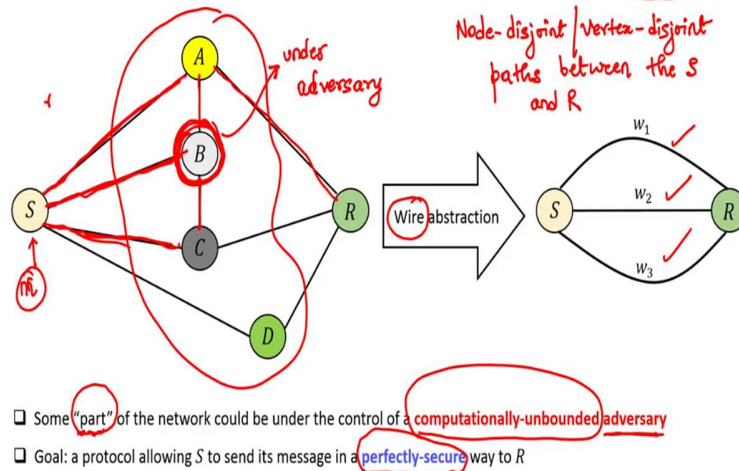 Node-disjoint/Vertex-disjoint
paths between the S
and R
under
adversary
A
B
S
C
R
D
m
Wire abstraction
w1
w2
w3
S
R
❑ Some "part" of the network could be under the control of a computationally-unbounded adversary
❑ Goal: a protocol allowing S to send its message in a perfectly-secure way to R